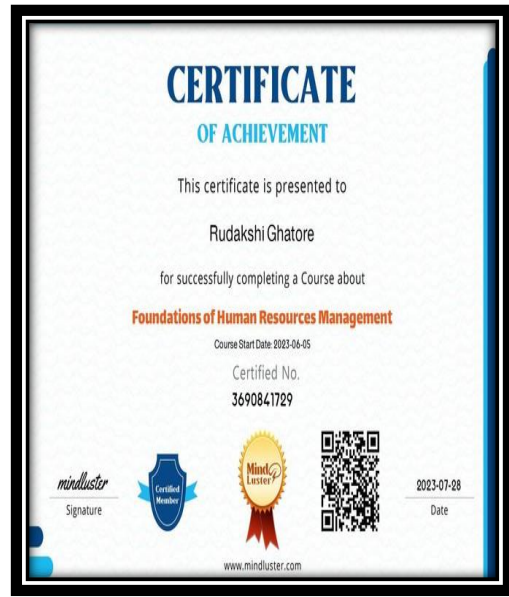 CERTIFICATE
OF ACHIEVEMENT
This certificate is presented to
Rudakshi Ghatore
for successfully completing a Course about
Foundations of Human Resources Management
Course Start Date: 2023-06-05
Certified No.
3690841729
mindluster
Signature
Certified
Member
Mind
Luster
2023-07-28
Date
www.mindluster.com